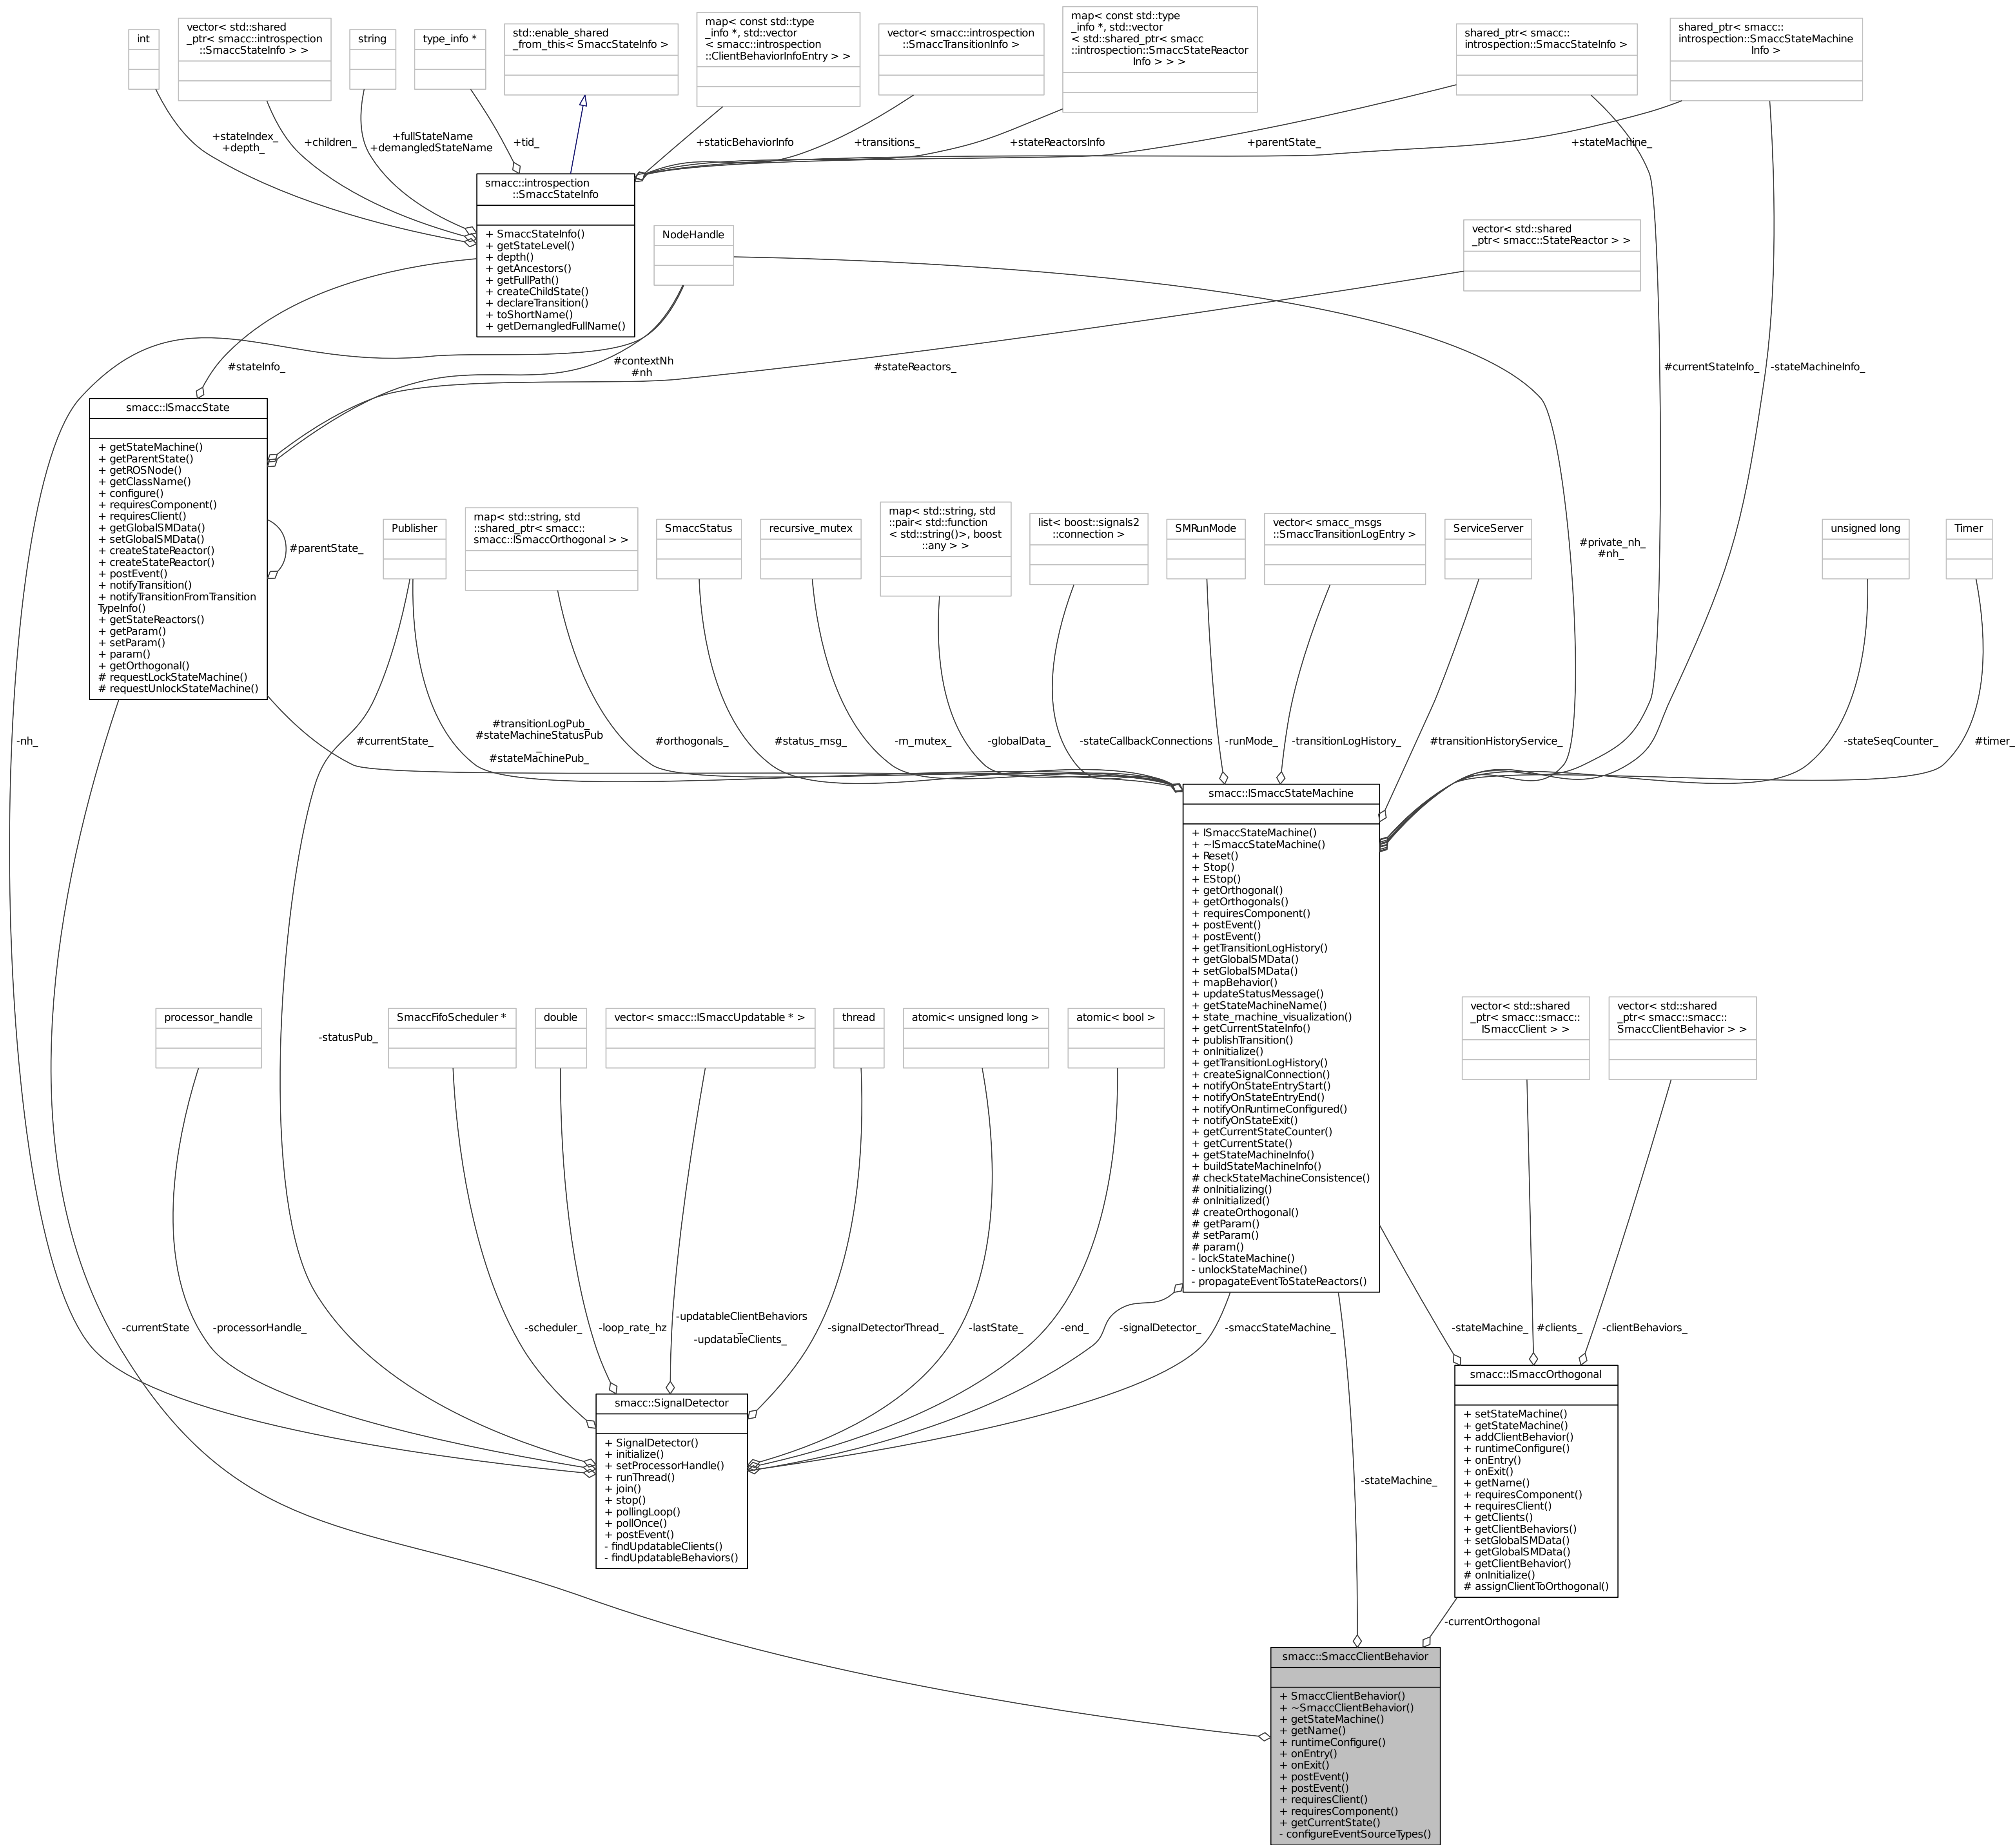 int
vector< std::shared
_ptr< smacc::introspection
::SmaccStateInfo > >
string
type_info *
std::enable_shared
_from_this< SmaccStateInfo >
map< const std::type
_info *, std::vector
< smacc::introspection
::ClientBehaviorInfoEntry > >
vector< smacc::introspection
::SmaccTransitionInfo >
map< const std::type
_info *, std::vector
< std::shared_ptr< smacc
::introspection::SmaccStateReactor
Info > > >
shared_ptr< smacc::
introspection::SmaccStateInfo >
shared_ptr< smacc::
introspection::SmaccStateMachine
Info >
+stateIndex_
+depth_
+children_
+fullStateName
+demangledStateName
+tid_
+staticBehaviorInfo
+transitions_
+stateReactorsInfo
+parentState_
+stateMachine_
smacc::introspection
::SmaccStateInfo
+ SmaccStateInfo()
+ getStateLevel()
+ depth()
+ getAncestors()
+ getFullPath()
+ createChildState()
+ declareTransition()
+ toShortName()
+ getDemangledFullName()
NodeHandle
vector< std::shared
_ptr< smacc::StateReactor > >
#stateInfo_
#contextNh
#nh
#stateReactors_
#currentStateInfo_
-stateMachineInfo_
smacc::ISmaccState
+ getStateMachine()
+ getParentState()
+ getROSNode()
+ getClassName()
+ configure()
+ requiresComponent()
+ requiresClient()
+ getGlobalSMData()
+ setGlobalSMData()
+ createStateReactor()
+ createStateReactor()
+ postEvent()
+ notifyTransition()
+ notifyTransitionFromTransition
TypeInfo()
+ getStateReactors()
+ getParam()
+ setParam()
+ param()
+ getOrthogonal()
# requestLockStateMachine()
# requestUnlockStateMachine()
#parentState_
Publisher
map< std::string, std
::shared_ptr< smacc::
smacc::ISmaccOrthogonal > >
SmaccStatus
recursive_mutex
map< std::string, std
::pair< std::function
< std::string()>, boost
::any > >
list< boost::signals2
::connection >
SMRunMode
vector< smacc_msgs
::SmaccTransitionLogEntry >
ServiceServer
#private_nh_
#nh_
unsigned long
Timer
-nh_
#currentState_
#transitionLogPub_
#stateMachineStatusPub
_
#stateMachinePub_
#orthogonals_
#status_msg_
-m_mutex_
-globalData_
-stateCallbackConnections
-runMode_
-transitionLogHistory_
#transitionHistoryService_
-stateSeqCounter_
#timer_
smacc::ISmaccStateMachine
+ ISmaccStateMachine()
+ ~ISmaccStateMachine()
+ Reset()
+ Stop()
+ EStop()
+ getOrthogonal()
+ getOrthogonals()
+ requiresComponent()
+ postEvent()
+ postEvent()
+ getTransitionLogHistory()
+ getGlobalSMData()
+ setGlobalSMData()
+ mapBehavior()
+ updateStatusMessage()
+ getStateMachineName()
+ state_machine_visualization()
+ getCurrentStateInfo()
+ publishTransition()
+ onInitialize()
+ getTransitionLogHistory()
+ createSignalConnection()
+ notifyOnStateEntryStart()
+ notifyOnStateEntryEnd()
+ notifyOnRuntimeConfigured()
+ notifyOnStateExit()
+ getCurrentStateCounter()
+ getCurrentState()
+ getStateMachineInfo()
+ buildStateMachineInfo()
# checkStateMachineConsistence()
# onInitializing()
# onInitialized()
# createOrthogonal()
# getParam()
# setParam()
# param()
- lockStateMachine()
- unlockStateMachine()
- propagateEventToStateReactors()
processor_handle
-statusPub_
SmaccFifoScheduler *
double
vector< smacc::ISmaccUpdatable * >
thread
atomic< unsigned long >
atomic< bool >
vector< std::shared
_ptr< smacc::smacc::
ISmaccClient > >
vector< std::shared
_ptr< smacc::smacc::
SmaccClientBehavior > >
-currentState
-processorHandle_
-scheduler_
-loop_rate_hz
-updatableClientBehaviors
_
-updatableClients_
-signalDetectorThread_
-lastState_
-end_
-signalDetector_
-smaccStateMachine_
-stateMachine_
#clients_
-clientBehaviors_
smacc::SignalDetector
+ SignalDetector()
+ initialize()
+ setProcessorHandle()
+ runThread()
+ join()
+ stop()
+ pollingLoop()
+ pollOnce()
+ postEvent()
- findUpdatableClients()
- findUpdatableBehaviors()
smacc::ISmaccOrthogonal
+ setStateMachine()
+ getStateMachine()
+ addClientBehavior()
+ runtimeConfigure()
+ onEntry()
+ onExit()
+ getName()
+ requiresComponent()
+ requiresClient()
+ getClients()
+ getClientBehaviors()
+ setGlobalSMData()
+ getGlobalSMData()
+ getClientBehavior()
# onInitialize()
# assignClientToOrthogonal()
-stateMachine_
-currentOrthogonal
smacc::SmaccClientBehavior
+ SmaccClientBehavior()
+ ~SmaccClientBehavior()
+ getStateMachine()
+ getName()
+ runtimeConfigure()
+ onEntry()
+ onExit()
+ postEvent()
+ postEvent()
+ requiresClient()
+ requiresComponent()
+ getCurrentState()
- configureEventSourceTypes()